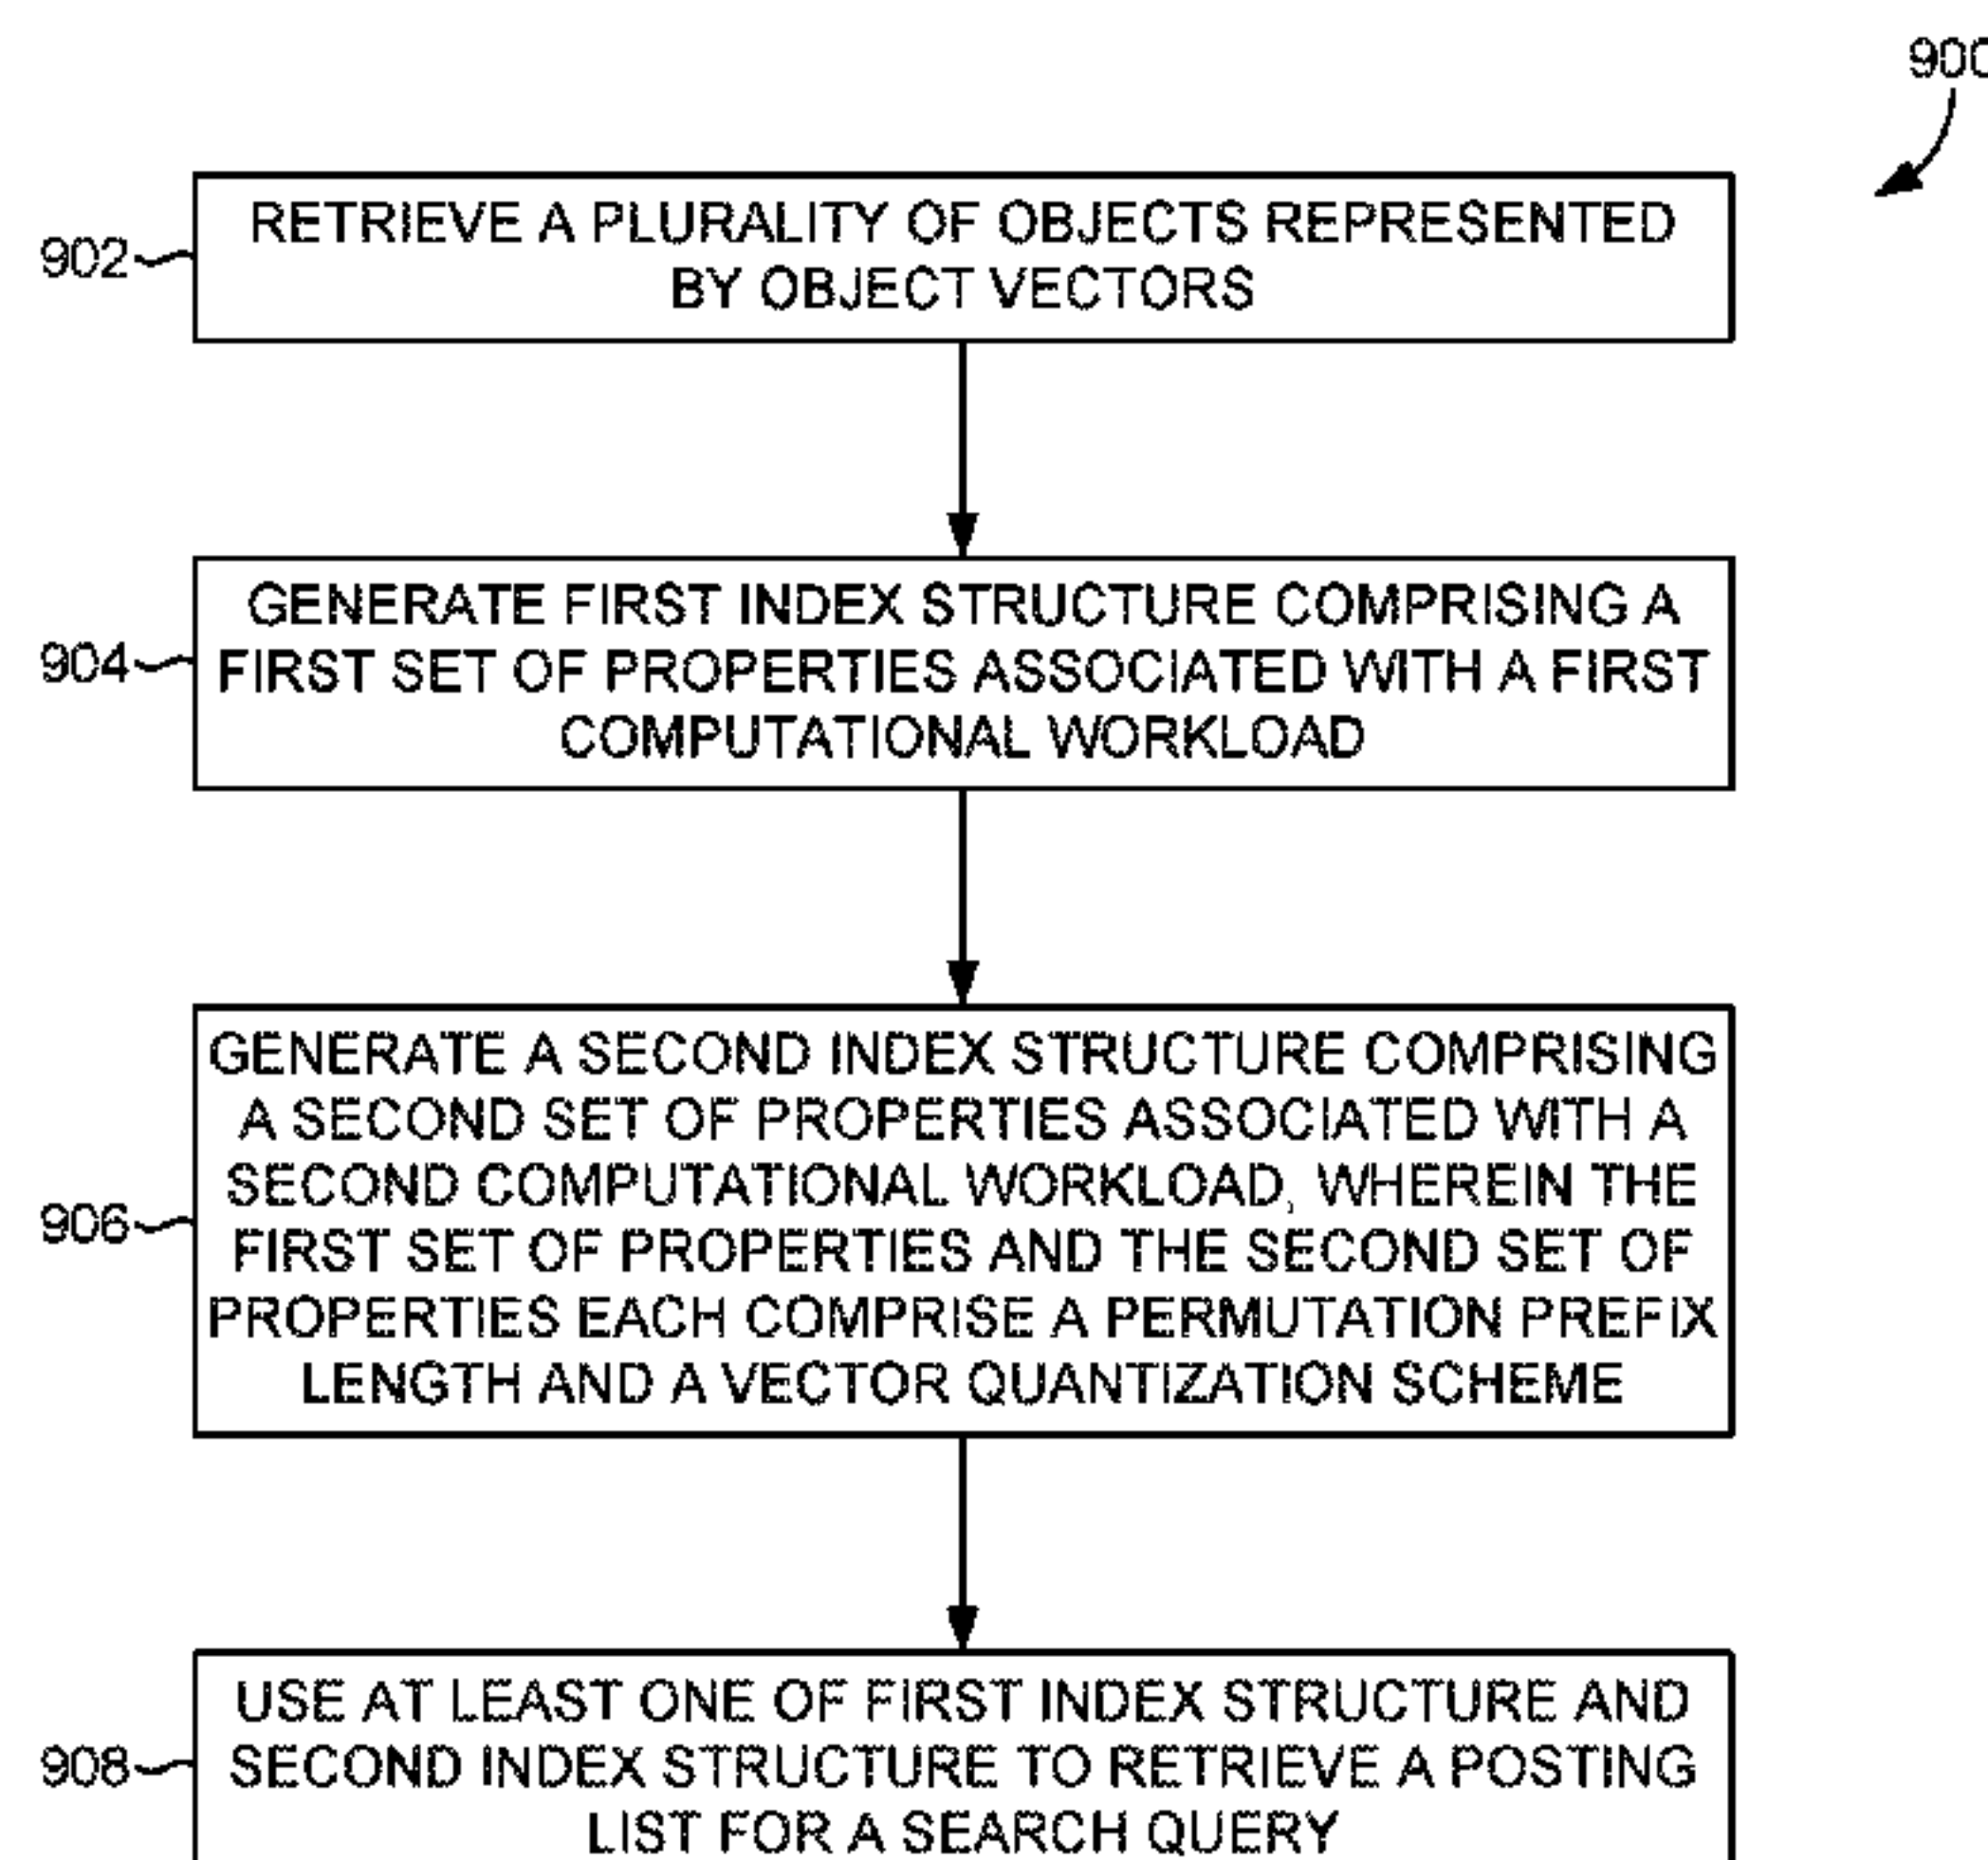 900
902
RETRIEVE A PLURALITY OF OBJECTS REPRESENTED
BY OBJECT VECTORS
904
GENERATE FIRST INDEX STRUCTURE COMPRISING A
FIRST SET OF PROPERTIES ASSOCIATED WITH A FIRST
COMPUTATIONAL WORKLOAD
906
GENERATE A SECOND INDEX STRUCTURE COMPRISING
A SECOND SET OF PROPERTIES ASSOCIATED WITH A
SECOND COMPUTATIONAL WORKLOAD, WHEREIN THE
FIRST SET OF PROPERTIES AND THE SECOND SET OF
PROPERTIES EACH COMPRISE A PERMUTATION PREFIX
LENGTH AND A VECTOR QUANTIZATION SCHEME
908
USE AT LEAST ONE OF FIRST INDEX STRUCTURE AND
SECOND INDEX STRUCTURE TO RETRIEVE A POSTING
LIST FOR A SEARCH QUERY